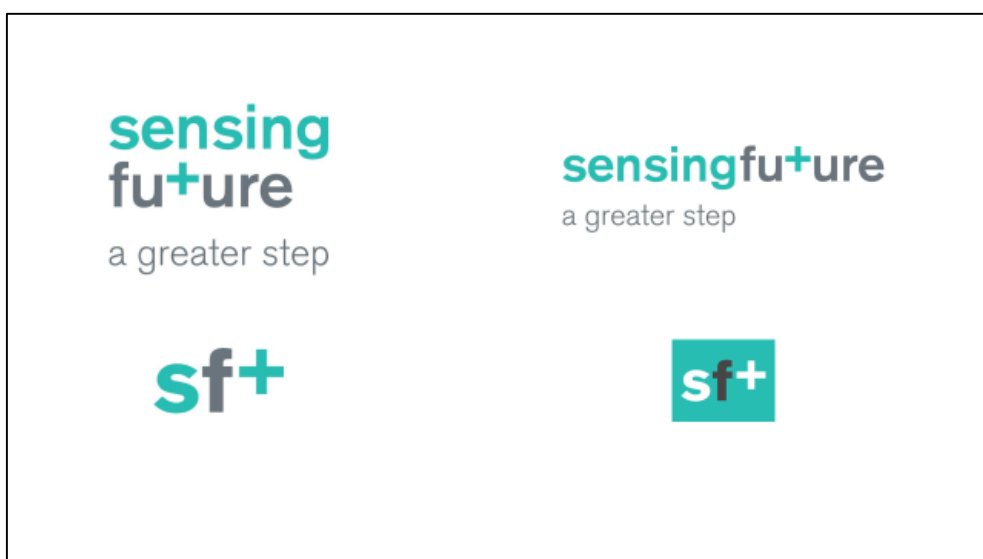 sensing
fu+ure
a greater step
sensingfu+ure
a greater step
sf+
sf+